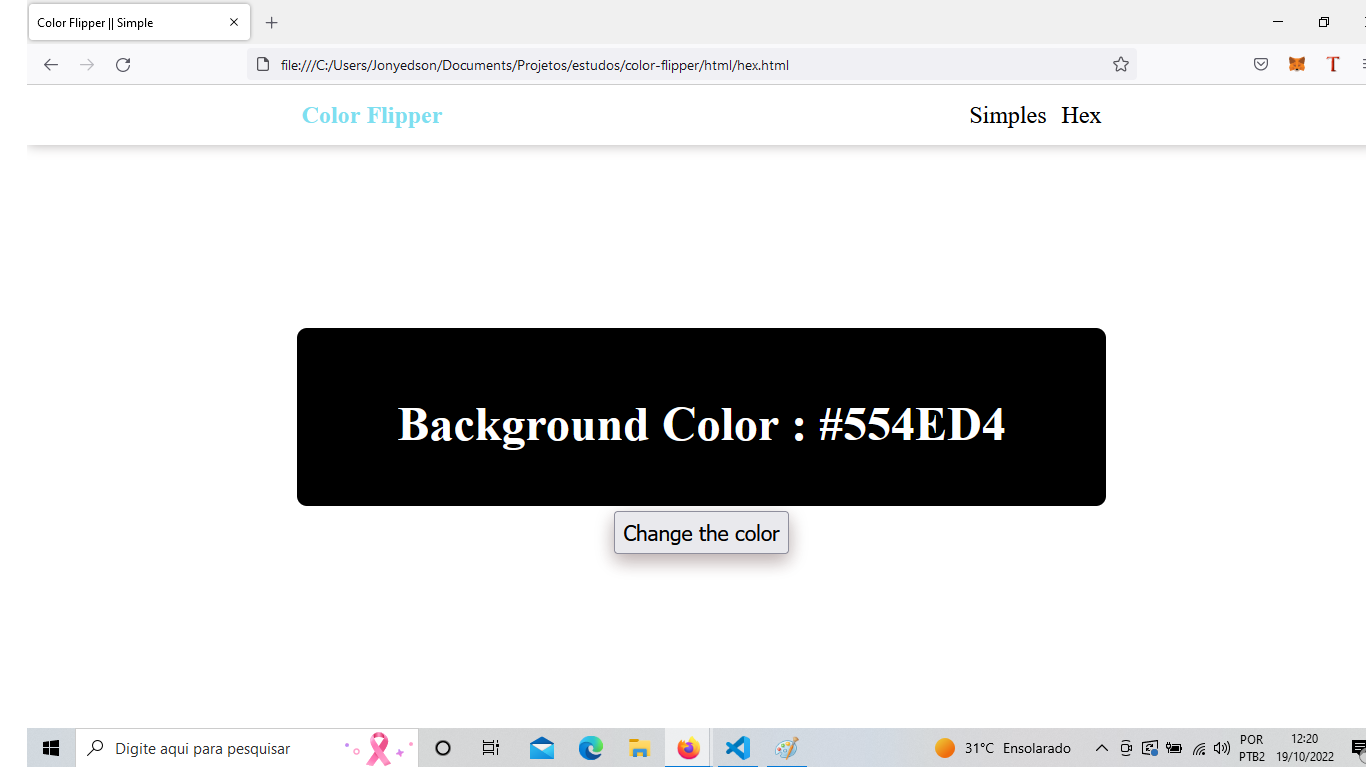 Color Flipper || Simple
file:///C:/Users/Jonyedson/Documents/Projetos/estudos/color-flipper/html/hex.html
T
Color Flipper
Simples Hex
Background Color : #554ED4
Change the color
Digite aqui para pesquisar
31°C Ensolarado
POR
PTB2
12:20
19/10/2022